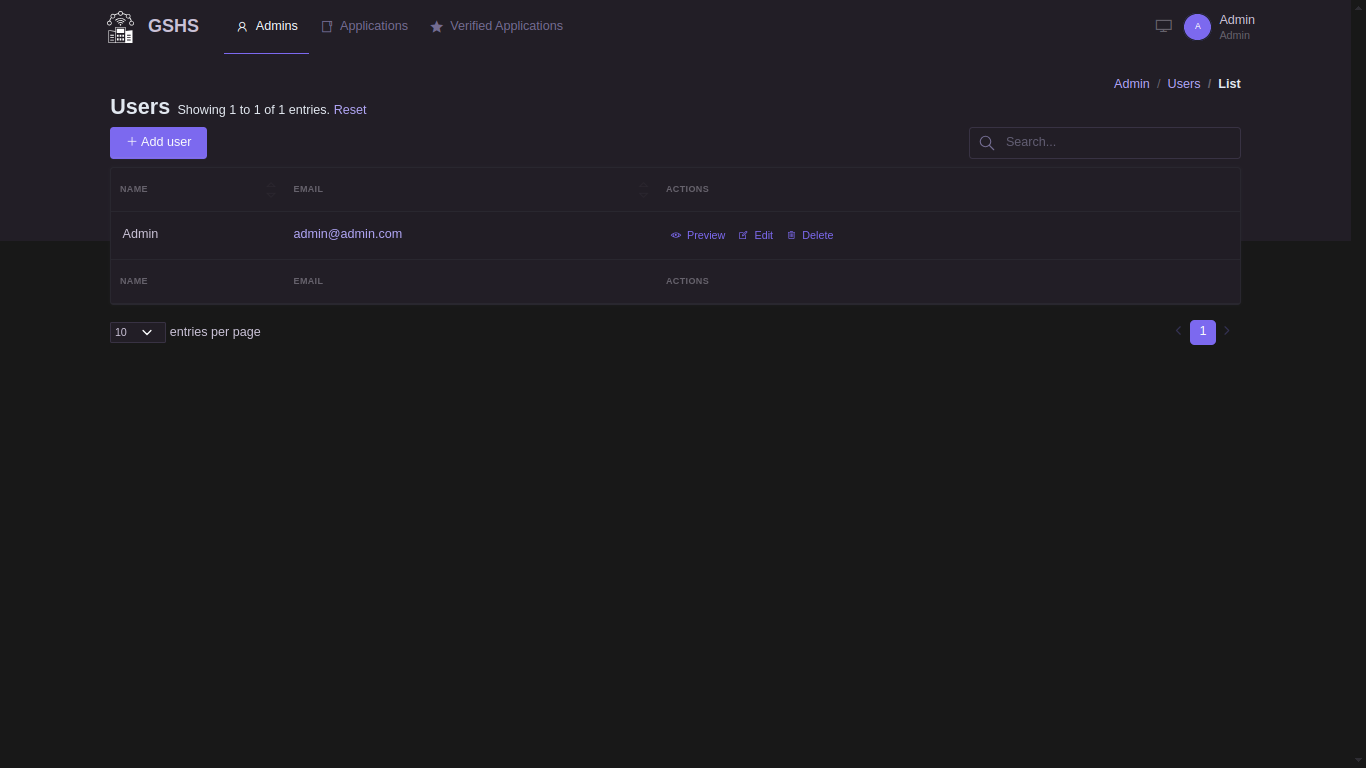 GSHS
Admins
Applications
Verified Applications
A
Admin
Admin
Admin / Users / List
Users Showing 1 to 1 of 1 entries. Reset
Add user
Search...
NAME EMAIL ACTIONS
Admin admin@admin.com Preview Edit Delete
NAME EMAIL ACTIONS
10 entries per page
1